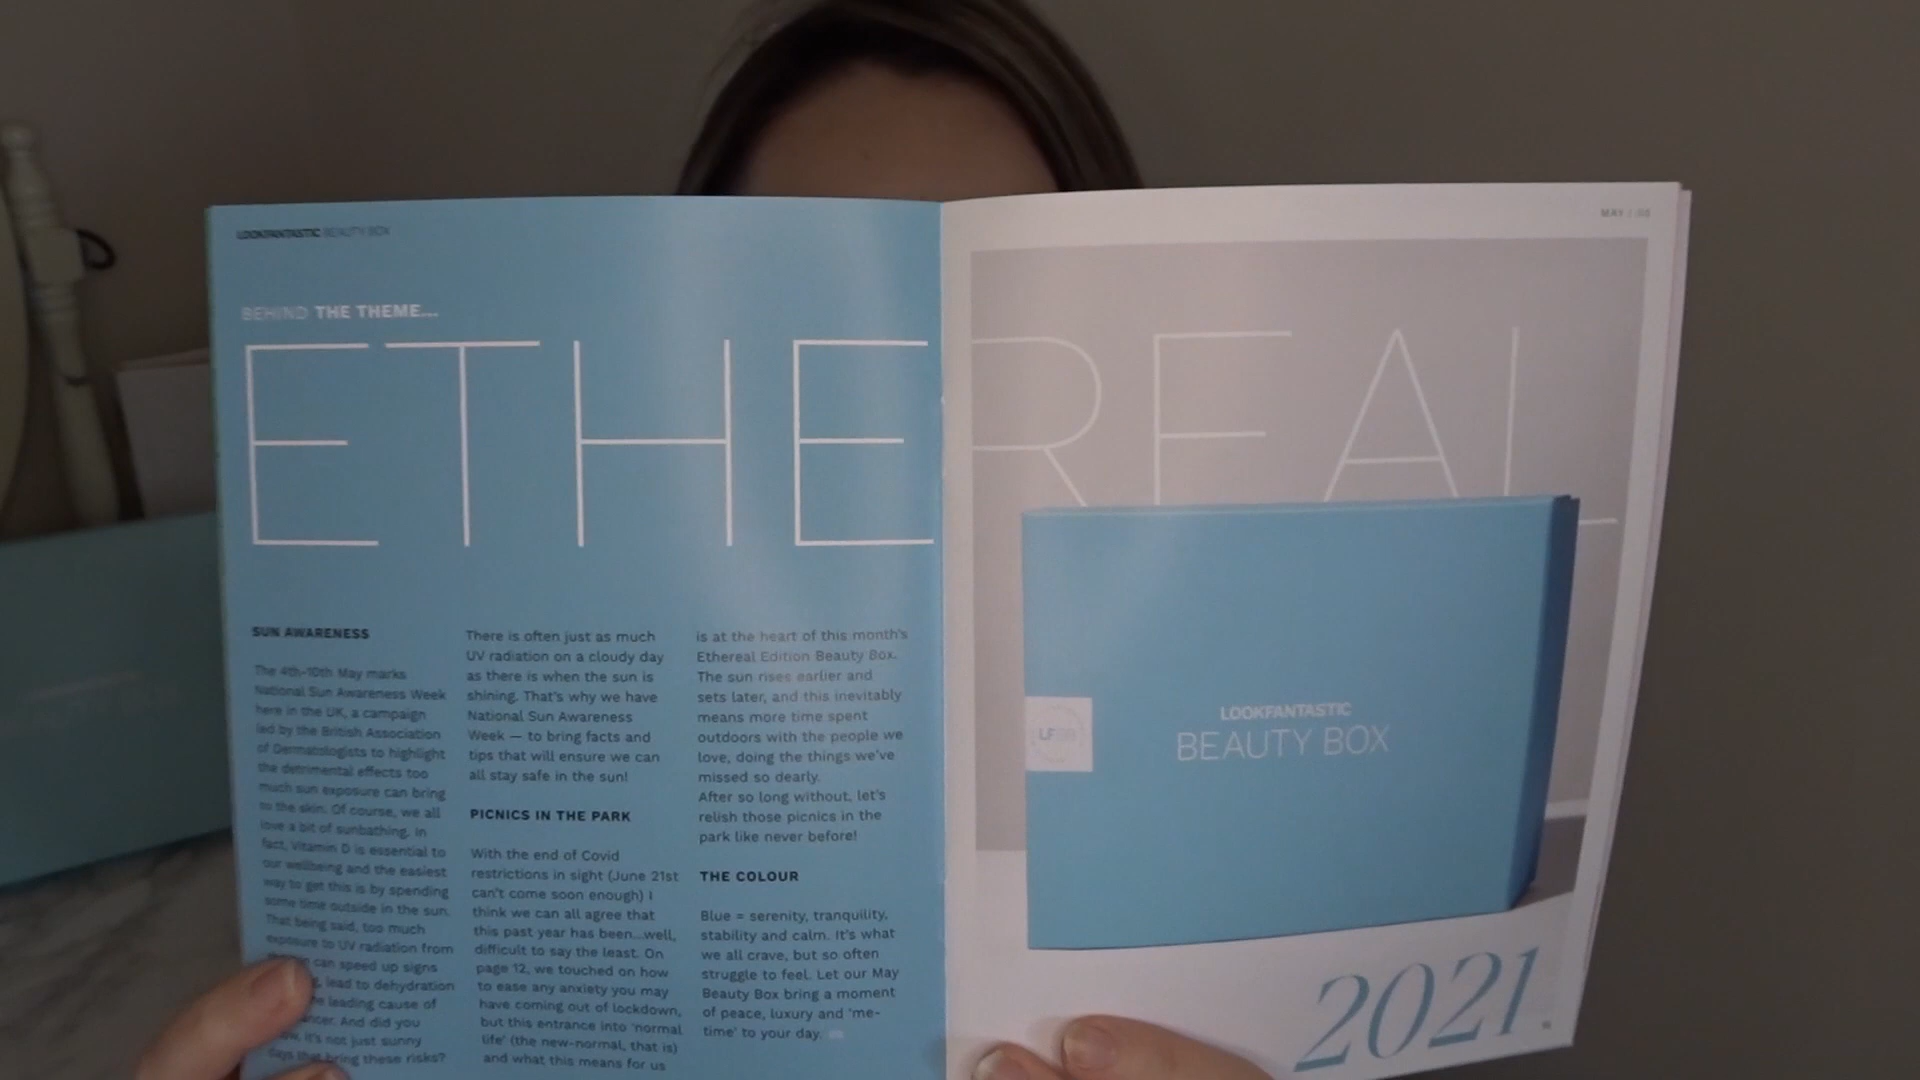 LOOKFANTASTIC BEAUTY BOX
BEHIND THE THEME...
ETHEREAL
SUN AWARENESS
The 4th-10th May marks
National Sun Awareness Week
here in the UK, a campaign
led by the British Association
of Dermatologists to highlight
the detrimental effects too
much sun exposure can bring
to the skin. Of course, we all
love a bit of sunbathing. In
fact, Vitamin D is essential to
our wellbeing and the easiest
way to get this is by spending
some time outside in the sun.
That being said, too much
exposure to UV radiation from
can speed up signs
lead to dehydration
leading cause of
And did you
it's not just sunny
days that bring these risks?
There is often just as much
UV radiation on a cloudy day
as there is when the sun is
shining. That's why we have
National Sun Awareness
Week — to bring facts and
tips that will ensure we can
all stay safe in the sun!
PICNICS IN THE PARK
With the end of Covid
restrictions in sight (June 21st
can't come soon enough) I
think we can all agree that
this past year has been...well,
difficult to say the least. On
page 12, we touched on how
to ease any anxiety you may
have coming out of lockdown,
but this entrance into 'normal
life' (the new-normal, that is)
and what this means for us
is at the heart of this month's
Ethereal Edition Beauty Box.
The sun rises earlier and
sets later, and this inevitably
means more time spent
outdoors with the people we
love, doing the things we've
missed so dearly.
After so long without, let's
relish those picnics in the
park like never before!
THE COLOUR
Blue = serenity, tranquility,
stability and calm. It's what
we all crave, but so often
struggle to feel. Let our May
Beauty Box bring a moment
of peace, luxury and 'me-
time' to your day.
MAY
LOOKFANTASTIC
BEAUTY BOX
2021